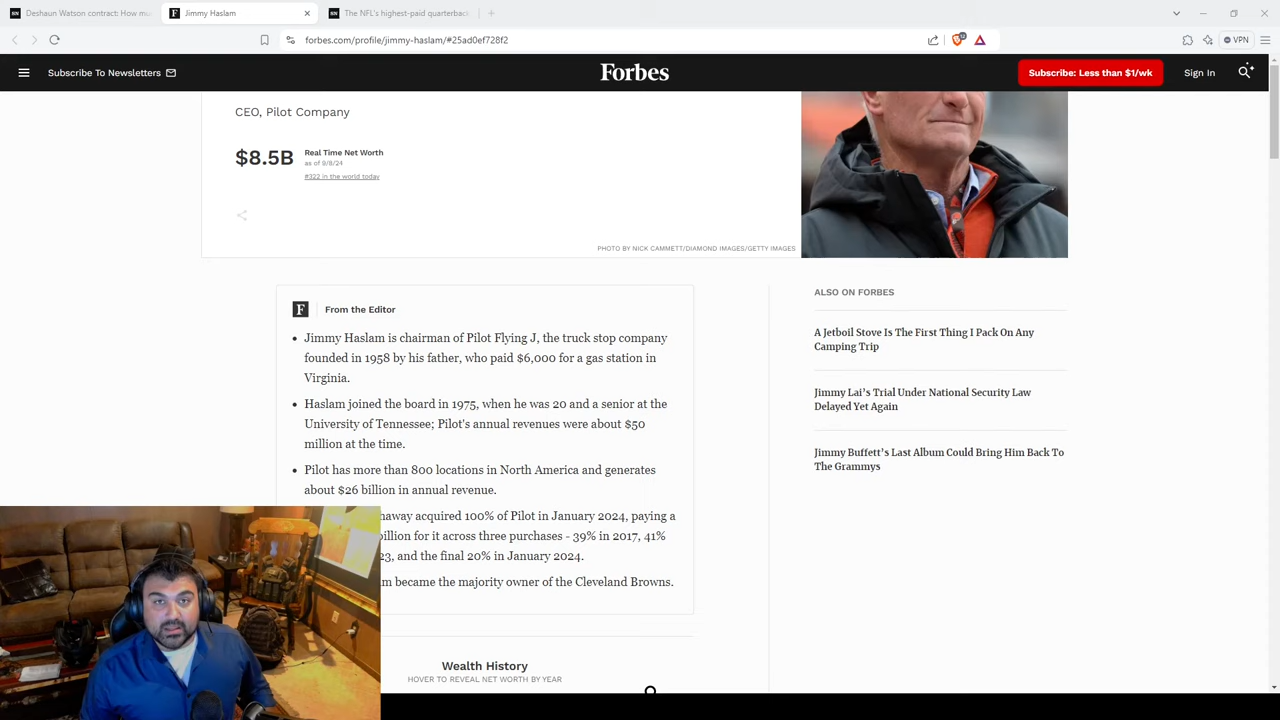 Deshaun Watson contract: How mu
Jimmy Haslam
The NFL's highest-paid quarterback
forbes.com/profile/jimmy-haslam/#25ad0ef728f2
VPN
Subscribe To Newsletters
Forbes
Subscribe: Less than $1/wk
Sign In
CEO, Pilot Company
$8.5B
Real Time Net Worth
as of 9/8/24
#322 in the world today
PHOTO BY NICK CAMMETT/DIAMOND IMAGES/GETTY IMAGES
F
From the Editor
Jimmy Haslam is chairman of Pilot Flying J, the truck stop company
founded in 1958 by his father, who paid $6,000 for a gas station in
Virginia.
Haslam joined the board in 1975, when he was 20 and a senior at the
University of Tennessee; Pilot's annual revenues were about $50
million at the time.
Pilot has more than 800 locations in North America and generates
about $26 billion in annual revenue.
haway acquired 100% of Pilot in January 2024, paying a
billion for it across three purchases - 39% in 2017, 41%
23, and the final 20% in January 2024.
m became the majority owner of the Cleveland Browns.
Wealth History
HOVER TO REVEAL NET WORTH BY YEAR
ALSO ON FORBES
A Jetboil Stove Is The First Thing I Pack On Any
Camping Trip
Jimmy Lai's Trial Under National Security Law
Delayed Yet Again
Jimmy Buffett's Last Album Could Bring Him Back To
The Grammys